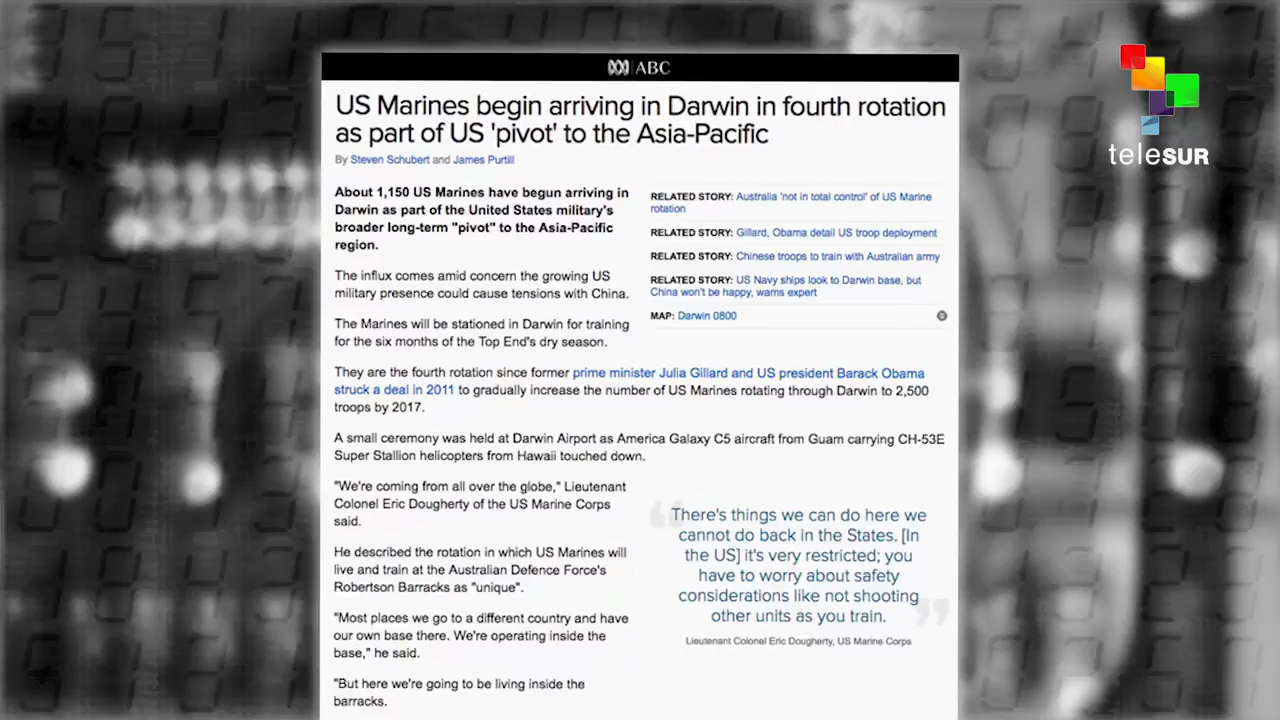 ABC
US Marines begin arriving in Darwin in fourth rotation
as part of US 'pivot' to the Asia-Pacific
By Steven Schubert and James Purtill
About 1,150 US Marines have begun arriving in
Darwin as part of the United States military's
broader long-term "pivot" to the Asia-Pacific
region.
The influx comes amid concern the growing US
military presence could cause tensions with China.
The Marines will be stationed in Darwin for training
for the six months of the Top End's dry season.
RELATED STORY: Australia 'not in total control' of US Marine
rotation
RELATED STORY: Gillard, Obama detail US troop deployment
RELATED STORY: Chinese troops to train with Australian army
RELATED STORY: US Navy ships look to Darwin base, but
China won't be happy, warns expert
MAP: Darwin 0800
They are the fourth rotation since former prime minister Julia Gillard and US president Barack Obama
struck a deal in 2011 to gradually increase the number of US Marines rotating through Darwin to 2,500
troops by 2017.
A small ceremony was held at Darwin Airport as America Galaxy C5 aircraft from Guam carrying CH-53E
Super Stallion helicopters from Hawaii touched down.
"We're coming from all over the globe," Lieutenant
Colonel Eric Dougherty of the US Marine Corps
said.
He described the rotation in which US Marines will
live and train at the Australian Defence Force's
Robertson Barracks as "unique".
"Most places we go to a different country and have
our own base there. We're operating inside the
base," he said.
"But here we're going to be living inside the
barracks.
“There's things we can do here we
cannot do back in the States. [In
the US] it's very restricted; you
have to worry about safety
considerations like not shooting
other units as you train.”
Lieutenant Colonel Eric Dougherty, US Marine Corps
teleSUR